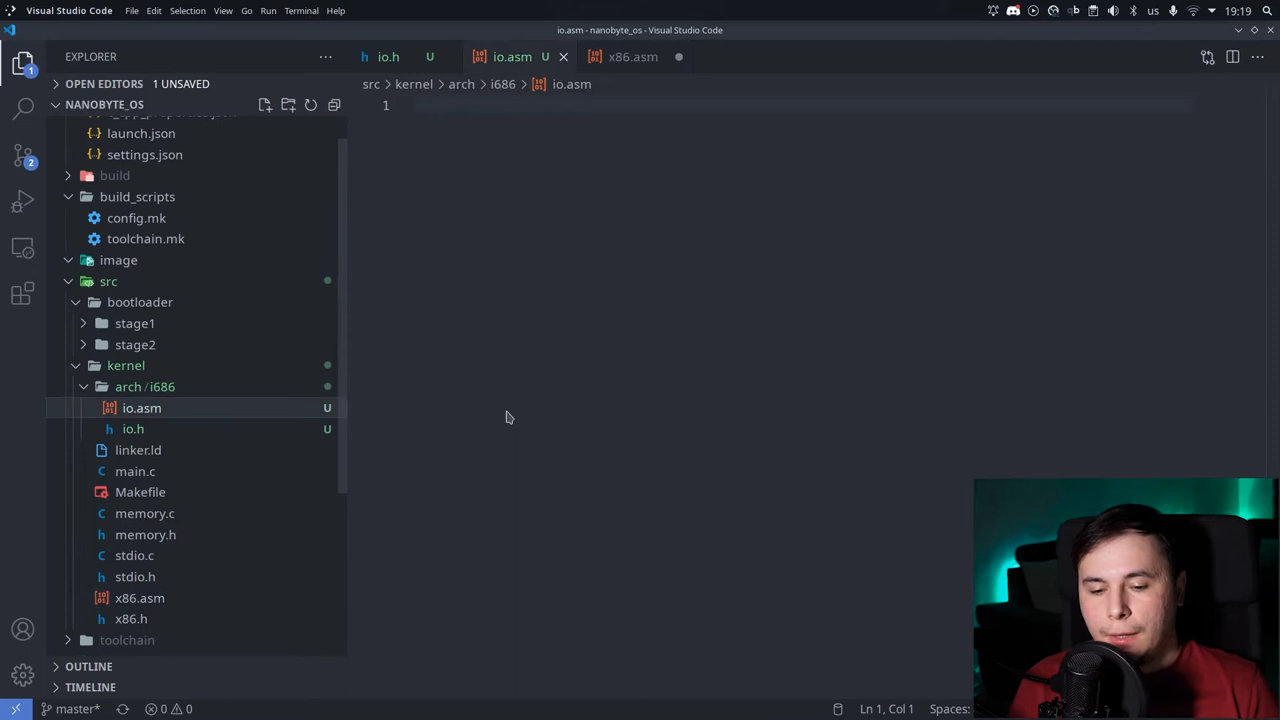 Visual Studio Code File Edit Selection View Go Run Terminal Help us 19:19
io.asm - nanobyte_os - Visual Studio Code
EXPLORER
io.h U
io.asm U
x86.asm
OPEN EDITORS 1 UNSAVED
src > kernel > arch > i686 > io.asm
NANOBYTE_OS
1
launch.json
settings.json
build
build_scripts
config.mk
toolchain.mk
image
src
bootloader
stage1
stage2
kernel
arch / i686
io.asm U
io.h U
linker.ld
main.c
Makefile
memory.c
memory.h
stdio.c
stdio.h
x86.asm
x86.h
toolchain
OUTLINE
TIMELINE
master* 0 0 Ln 1, Col 1 Spaces: